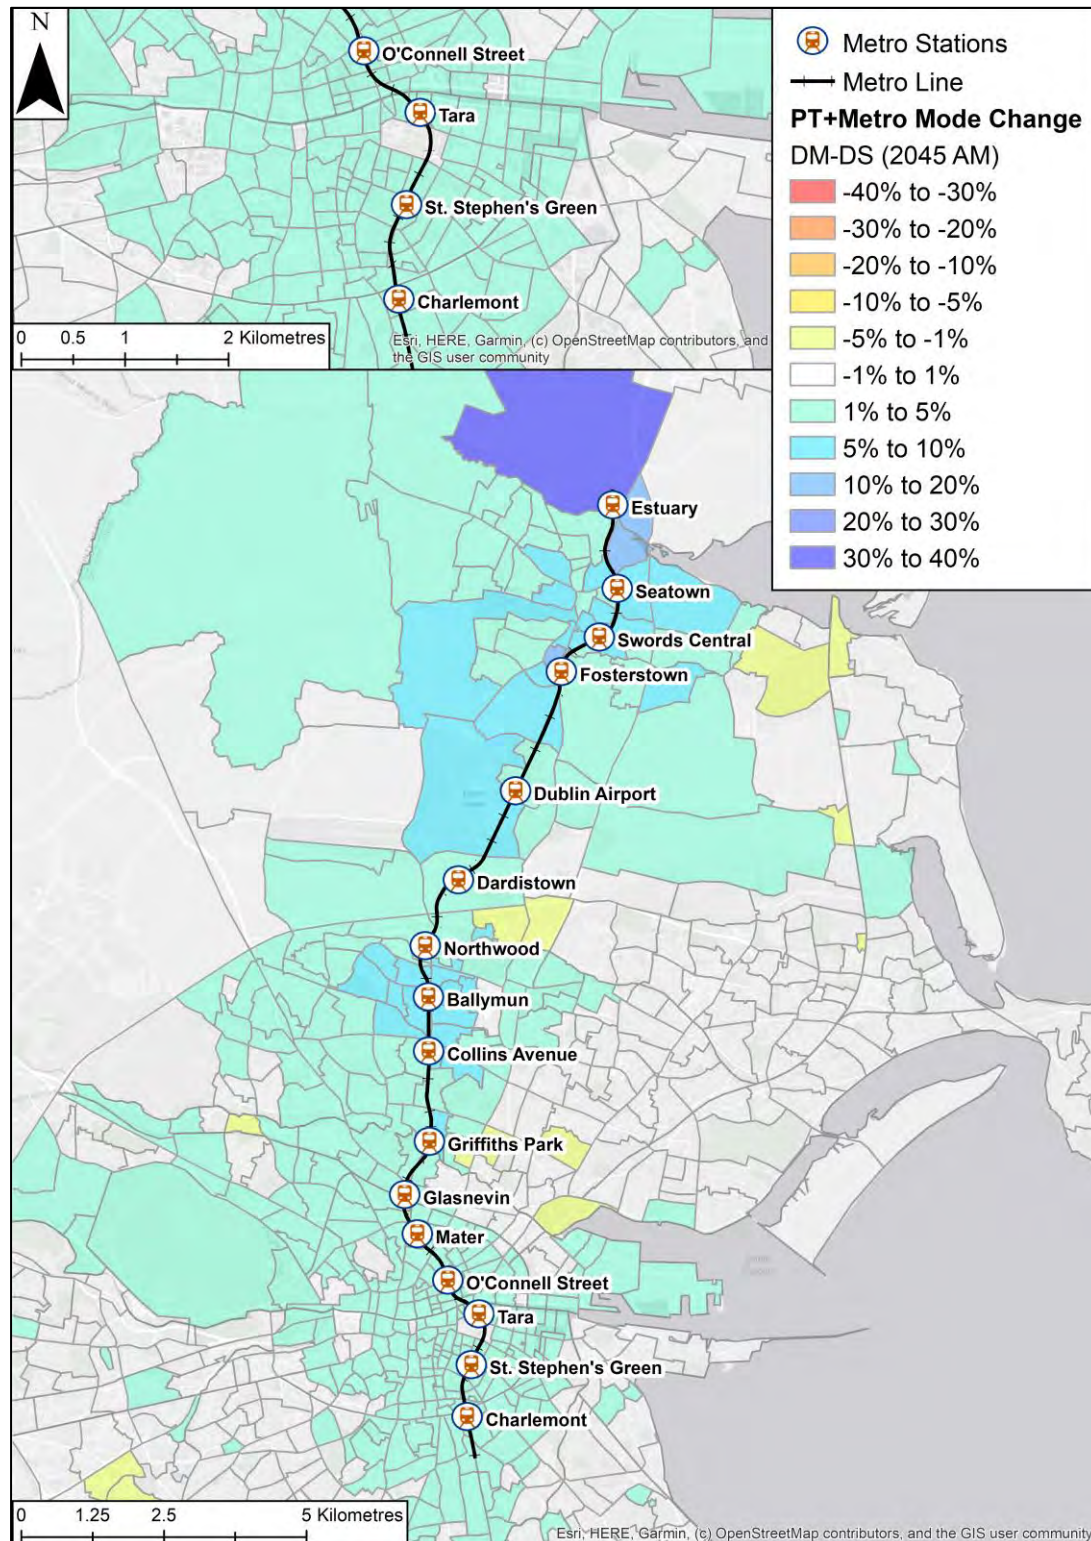 N
O'Connell Street
Tara
St. Stephen's Green
Charlemont
0 0.5 1 2 Kilometres
Esri, HERE, Garmin, (c) OpenStreetMap contributors, and
the GIS user community
Metro Stations
Metro Line
PT+Metro Mode Change
DM-DS (2045 AM)
-40% to -30%
-30% to -20%
-20% to -10%
-10% to -5%
-5% to -1%
-1% to 1%
1% to 5%
5% to 10%
10% to 20%
20% to 30%
30% to 40%
Estuary
Seatown
Swords Central
Fosterstown
Dublin Airport
Dardistown
Northwood
Ballymun
Collins Avenue
Griffiths Park
Glasnevin
Mater
O'Connell Street
Tara
St. Stephen's Green
Charlemont
0 1.25 2.5 5 Kilometres
Esri, HERE, Garmin, (c) OpenStreetMap contributors, and the GIS user community